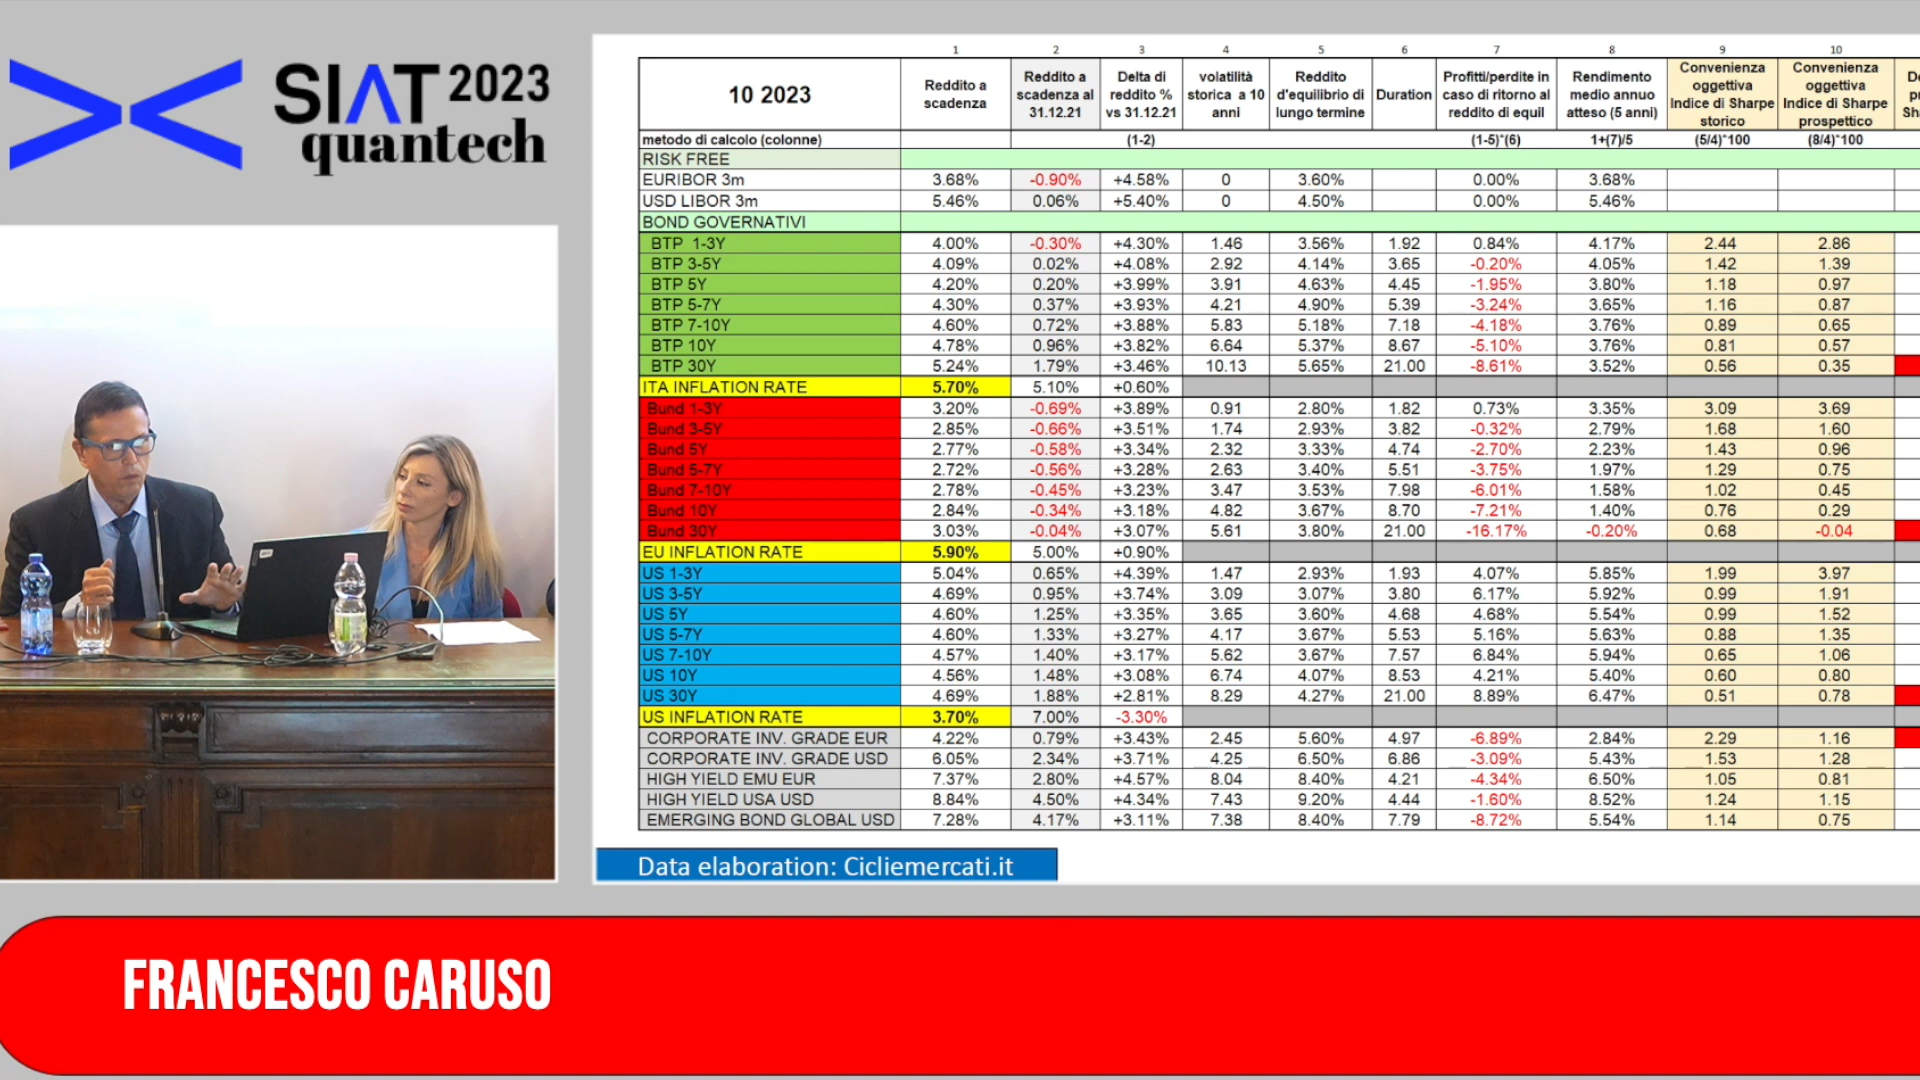 SIAT 2023
quantech
1 2 3 4 5 6 7 8 9 10
10 2023 Reddito a scadenza Reddito a scadenza al 31.12.21 Delta di reddito % vs 31.12.21 volatilità storica a 10 anni Reddito d'equilibrio di lungo termine Duration Profitti/perdite in caso di ritorno al reddito di equil Rendimento medio annuo atteso (5 anni) Convenienza oggettiva Indice di Sharpe storico Convenienza oggettiva Indice di Sharpe prospettico
metodo di calcolo (colonne) (1-2) (1-5)*(6) 1+(7)/5 (5/4)*100 (8/4)*100
RISK FREE
EURIBOR 3m 3.68% -0.90% +4.58% 0 3.60% 0.00% 3.68%
USD LIBOR 3m 5.46% 0.06% +5.40% 0 4.50% 0.00% 5.46%
BOND GOVERNATIVI
BTP 1-3Y 4.00% -0.30% +4.30% 1.46 3.56% 1.92 0.84% 4.17% 2.44 2.86
BTP 3-5Y 4.09% 0.02% +4.08% 2.92 4.14% 3.65 -0.20% 4.05% 1.42 1.39
BTP 5Y 4.20% 0.20% +3.99% 3.91 4.63% 4.45 -1.95% 3.80% 1.18 0.97
BTP 5-7Y 4.30% 0.37% +3.93% 4.21 4.90% 5.39 -3.24% 3.65% 1.16 0.87
BTP 7-10Y 4.60% 0.72% +3.88% 5.83 5.18% 7.18 -4.18% 3.76% 0.89 0.65
BTP 10Y 4.78% 0.96% +3.82% 6.64 5.37% 8.67 -5.10% 3.76% 0.81 0.57
BTP 30Y 5.24% 1.79% +3.46% 10.13 5.65% 21.00 -8.61% 3.52% 0.56 0.35
ITA INFLATION RATE 5.70% 5.10% +0.60%
Bund 1-3Y 3.20% -0.69% +3.89% 0.91 2.80% 1.82 0.73% 3.35% 3.09 3.69
Bund 3-5Y 2.85% -0.66% +3.51% 1.74 2.93% 3.82 -0.32% 2.79% 1.68 1.60
Bund 5Y 2.77% -0.58% +3.34% 2.32 3.33% 4.74 -2.70% 2.23% 1.43 0.96
Bund 5-7Y 2.72% -0.56% +3.28% 2.63 3.40% 5.51 -3.75% 1.97% 1.29 0.75
Bund 7-10Y 2.78% -0.45% +3.23% 3.47 3.53% 7.98 -6.01% 1.58% 1.02 0.45
Bund 10Y 2.84% -0.34% +3.18% 4.82 3.67% 8.70 -7.21% 1.40% 0.76 0.29
Bund 30Y 3.03% -0.04% +3.07% 5.61 3.80% 21.00 -16.17% -0.20% 0.68 -0.04
EU INFLATION RATE 5.90% 5.00% +0.90%
US 1-3Y 5.04% 0.65% +4.39% 1.47 2.93% 1.93 4.07% 5.85% 1.99 3.97
US 3-5Y 4.69% 0.95% +3.74% 3.09 3.07% 3.80 6.17% 5.92% 0.99 1.91
US 5Y 4.60% 1.25% +3.35% 3.65 3.60% 4.68 4.68% 5.54% 0.99 1.52
US 5-7Y 4.60% 1.33% +3.27% 4.17 3.67% 5.53 5.16% 5.63% 0.88 1.35
US 7-10Y 4.57% 1.40% +3.17% 5.62 3.67% 7.57 6.84% 5.94% 0.65 1.06
US 10Y 4.56% 1.48% +3.08% 6.74 4.07% 8.53 4.21% 5.40% 0.60 0.80
US 30Y 4.69% 1.88% +2.81% 8.29 4.27% 21.00 8.89% 6.47% 0.51 0.78
US INFLATION RATE 3.70% 7.00% -3.30%
CORPORATE INV. GRADE EUR 4.22% 0.79% +3.43% 2.45 5.60% 4.97 -6.89% 2.84% 2.29 1.16
CORPORATE INV. GRADE USD 6.05% 2.34% +3.71% 4.25 6.50% 6.86 -3.09% 5.43% 1.53 1.28
HIGH YIELD EMU EUR 7.37% 2.80% +4.57% 8.04 8.40% 4.21 -4.34% 6.50% 1.05 0.81
HIGH YIELD USA USD 8.84% 4.50% +4.34% 7.43 9.20% 4.44 -1.60% 8.52% 1.24 1.15
EMERGING BOND GLOBAL USD 7.28% 4.17% +3.11% 7.38 8.40% 7.79 -8.72% 5.54% 1.14 0.75
Data elaboration: Cicliemercati.it
FRANCESCO CARUSO